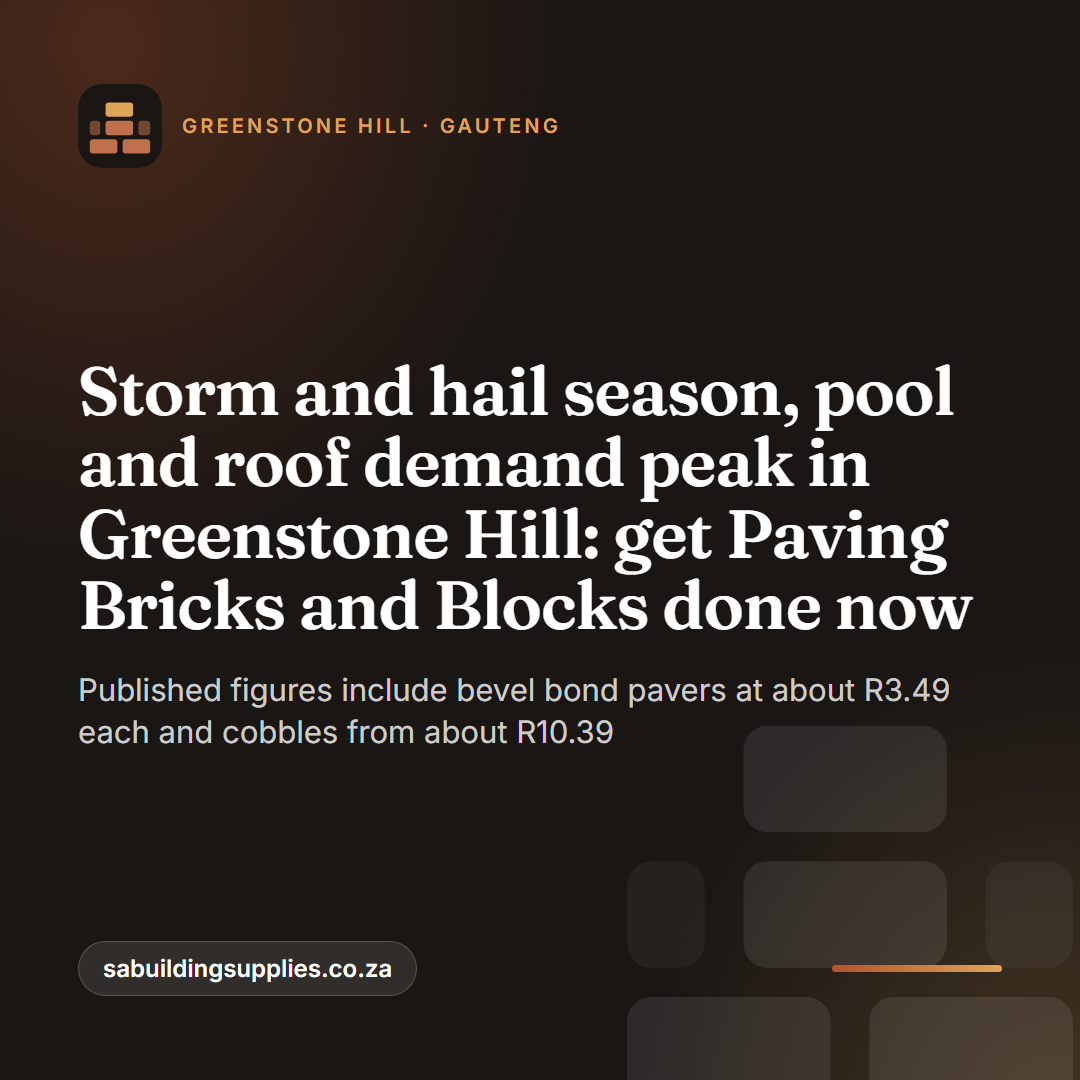 GREENSTONE HILL · GAUTENG
Storm and hail season, pool
and roof demand peak in
Greenstone Hill: get Paving
Bricks and Blocks done now
Published figures include bevel bond pavers at about R3.49
each and cobbles from about R10.39
sabuildingsupplies.co.za